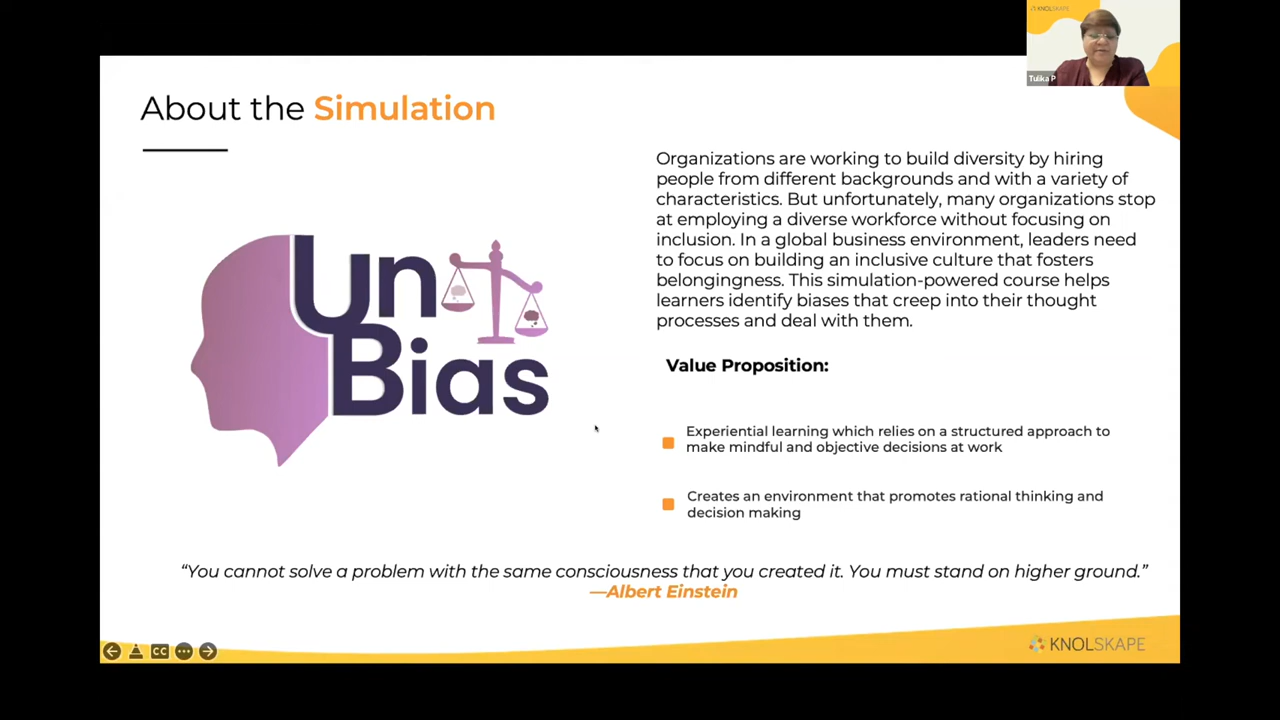 KNOLSKAPE
Tulika P
About the Simulation
Organizations are working to build diversity by hiring
people from different backgrounds and with a variety of
characteristics. But unfortunately, many organizations stop
at employing a diverse workforce without focusing on
inclusion. In a global business environment, leaders need
to focus on building an inclusive culture that fosters
belongingness. This simulation-powered course helps
learners identify biases that creep into their thought
processes and deal with them.
Un
Bias
Value Proposition:
Experiential learning which relies on a structured approach to
make mindful and objective decisions at work
Creates an environment that promotes rational thinking and
decision making
“You cannot solve a problem with the same consciousness that you created it. You must stand on higher ground.”
—Albert Einstein
CC
KNOLSKAPE